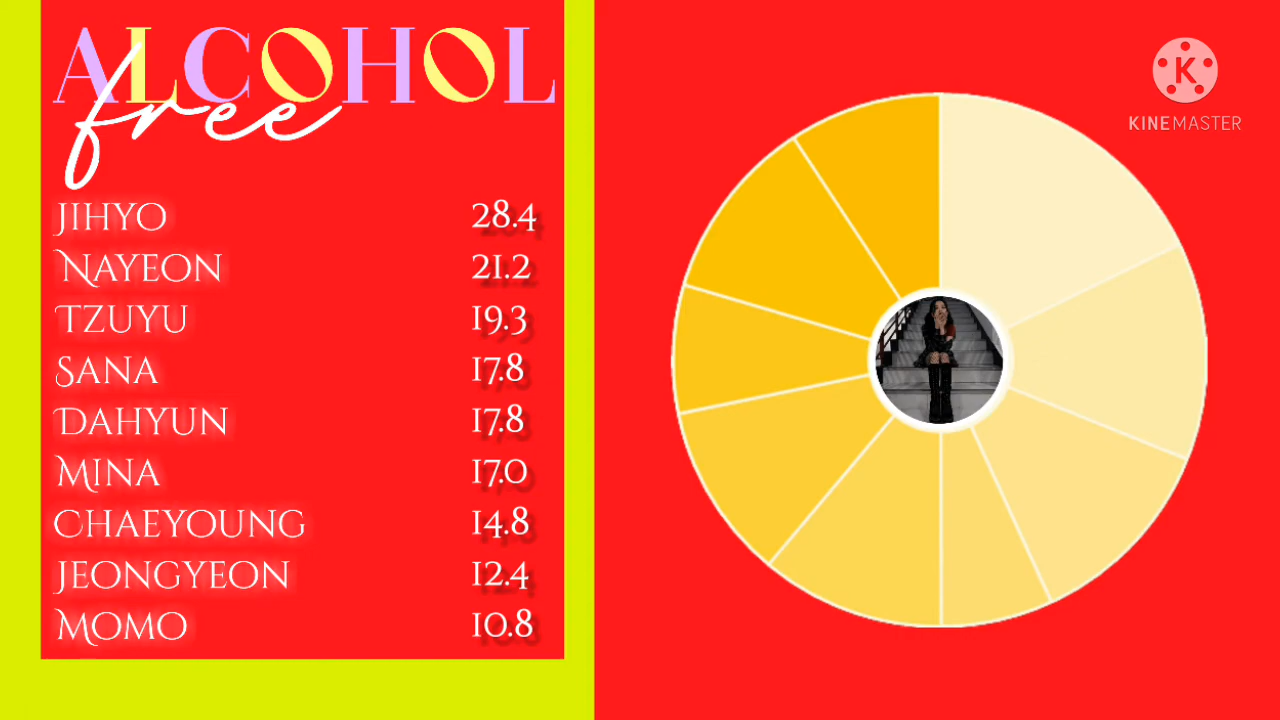 ALCOHOL
free
JIHYO 28.4
NAYEON 21.2
TZUYU 19.3
SANA 17.8
DAHYUN 17.8
MINA 17.0
CHAEYOUNG 14.8
JEONGYEON 12.4
MOMO 10.8
K
KINEMASTER